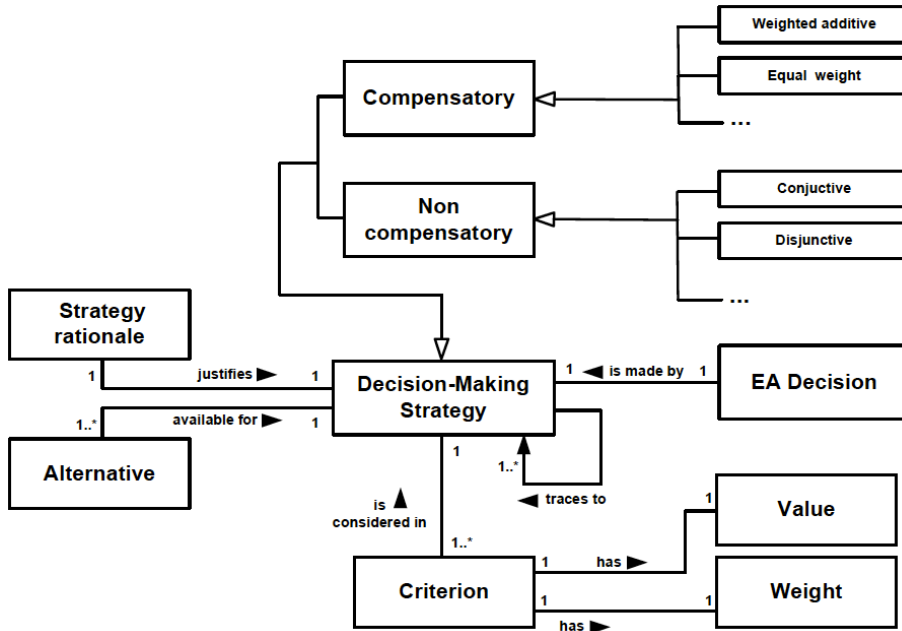 Weighted additive
Compensatory
Equal weight
...
Non
compensatory
Conjuctive
Disjunctive
...
Strategy
rationale
1
justifies
1
Decision-Making
Strategy
1
is made by
1
EA Decision
1..*
available for
1
Alternative
1
1..*
traces to
is
considered in
1..*
Criterion
1
has
1
Value
1
has
1
Weight